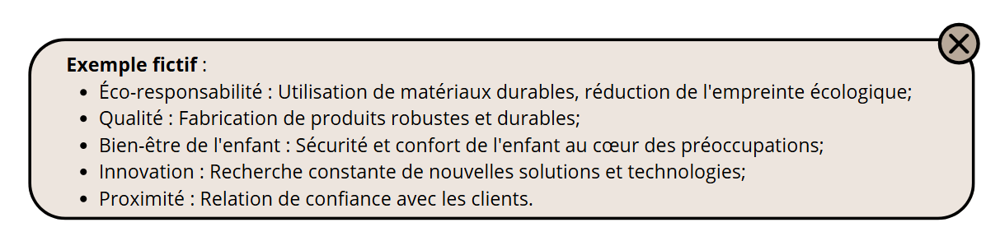 Exemple fictif :
• Éco-responsabilité : Utilisation de matériaux durables, réduction de l'empreinte écologique;
• Qualité : Fabrication de produits robustes et durables;
• Bien-être de l'enfant : Sécurité et confort de l'enfant au cœur des préoccupations;
• Innovation : Recherche constante de nouvelles solutions et technologies;
• Proximité : Relation de confiance avec les clients.